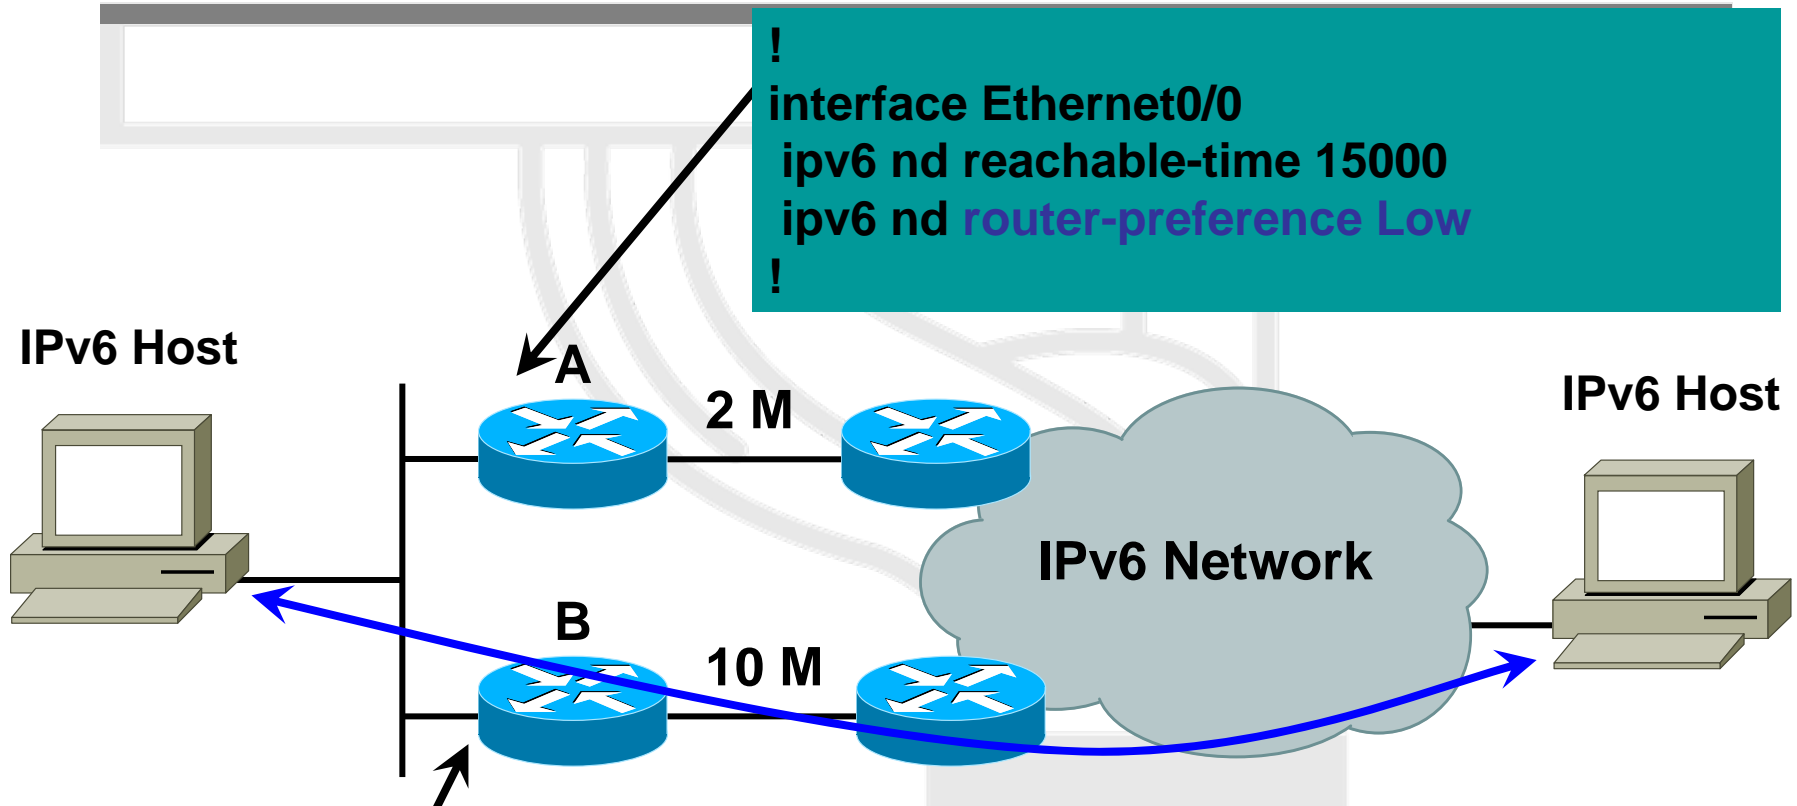 !
interface Ethernet0/0
ipv6 nd reachable-time 15000
ipv6 nd router-preference Low
!
IPv6 Host
A
2 M
IPv6 Host
IPv6 Network
B
10 M